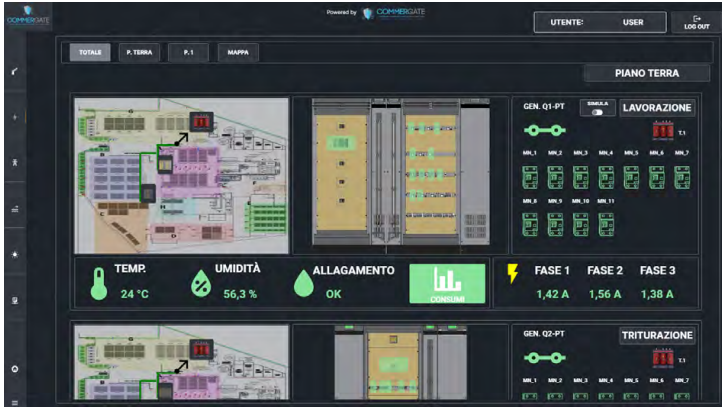 COMMERGATE
Powered by COMMERGATE
UTENTE: USER
LOG OUT
TOTALE P. TERRA P.1 MAPPA
PIANO TERRA
GEN. Q1-PT SIMULA LAVORAZIONE
T.1
MN_1 MN_2 MN_3 MN_4 MN_5 MN_6 MN_7
MN_8 MN_9 MN_10 MN_11
TEMP. UMIDITÀ ALLAGAMENTO FASE 1 FASE 2 FASE 3
24 °C 56,3 % OK CONSUMI 1,42 A 1,56 A 1,38 A
GEN. Q2-PT TRITURAZIONE
T.1
MN_1 MN_2 MN_3 MN_4 MN_5 MN_6 MN_7